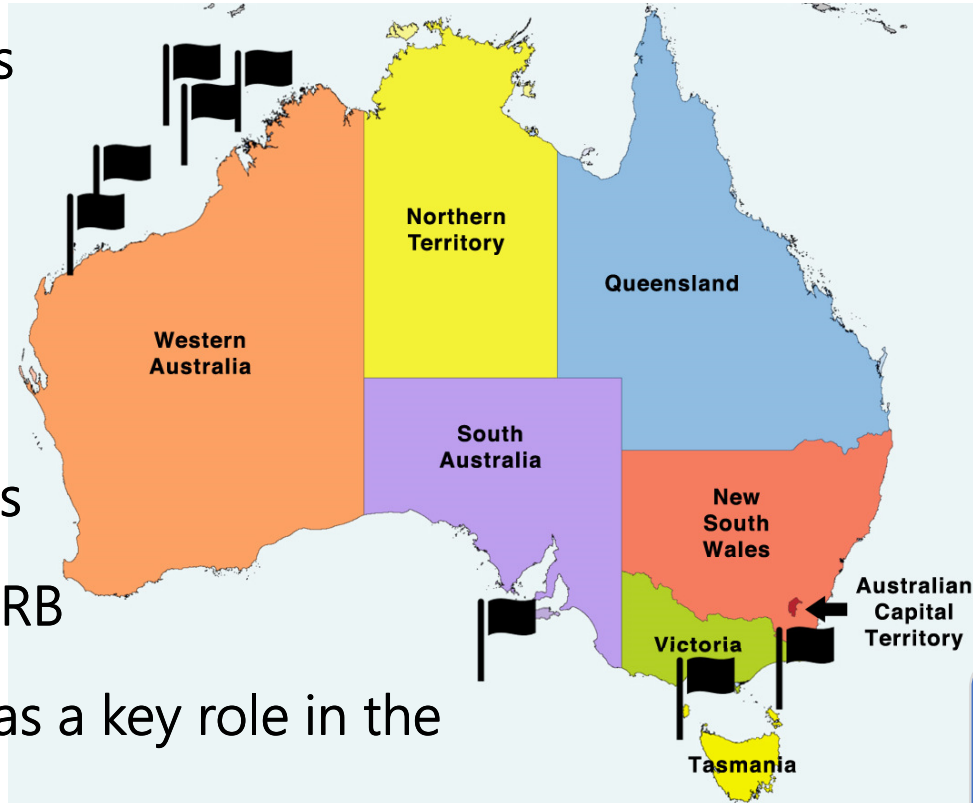 s
Northern
Territory
Queensland
Western
Australia
South
Australia
s
New
South
Wales
RB
Australian
Capital
Territory
Victoria
as a key role in the
Tasmania